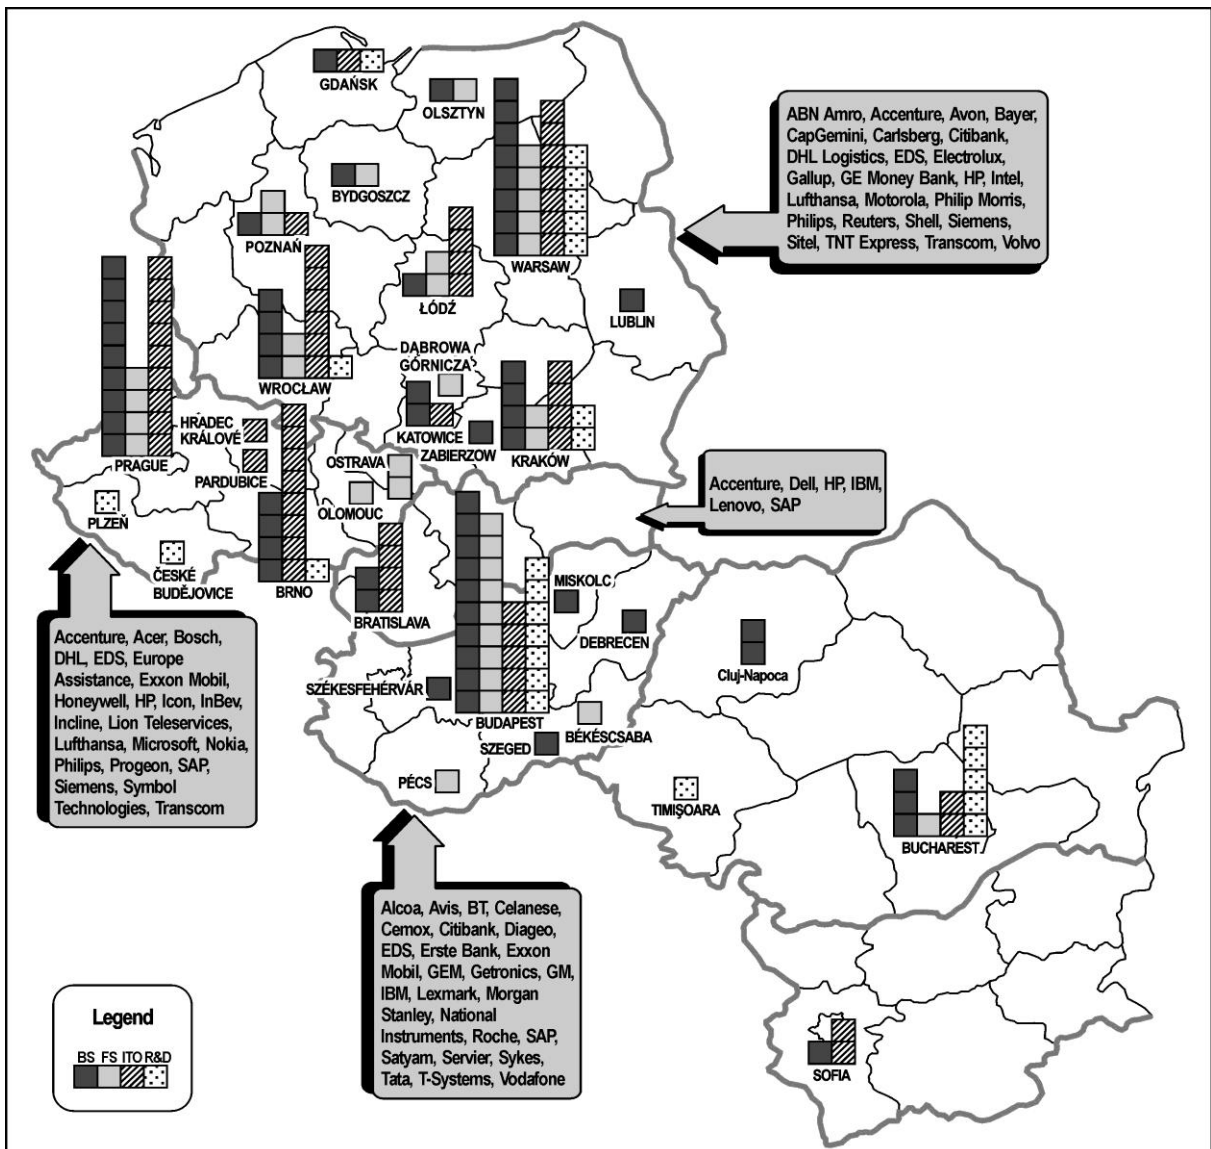 GDAŃSK
OLSZTYN
BYDGOSZCZ
POZNAŃ
WARSAW
ŁÓDŹ
LUBLIN
WROCŁAW
DĄBROWA
GÓRNICZA
KATOWICE
ZABIERZOW
KRAKÓW
PRAGUE
HRADEC
KRÁLOVÉ
PARDUBICE
OSTRAVA
OLOMOUC
PLZEŇ
ČESKÉ
BUDĚJOVICE
BRNO
BRATISLAVA
MISKOLC
DEBRECEN
SZÉKESFEHÉRVÁR
BUDAPEST
BÉKÉSCSABA
SZEGED
PÉCS
Cluj-Napoca
TIMIŞOARA
BUCHAREST
SOFIA
ABN Amro, Accenture, Avon, Bayer,
CapGemini, Carlsberg, Citibank,
DHL Logistics, EDS, Electrolux,
Gallup, GE Money Bank, HP, Intel,
Lufthansa, Motorola, Philip Morris,
Philips, Reuters, Shell, Siemens,
Sitel, TNT Express, Transcom, Volvo
Accenture, Dell, HP, IBM,
Lenovo, SAP
Accenture, Acer, Bosch,
DHL, EDS, Europe
Assistance, Exxon Mobil,
Honeywell, HP, Icon, InBev,
Incline, Lion Teleservices,
Lufthansa, Microsoft, Nokia,
Philips, Progeon, SAP,
Siemens, Symbol
Technologies, Transcom
Alcoa, Avis, BT, Celanese,
Cemox, Citibank, Diageo,
EDS, Erste Bank, Exxon
Mobil, GEM, Getronics, GM,
IBM, Lexmark, Morgan
Stanley, National
Instruments, Roche, SAP,
Satyam, Servier, Sykes,
Tata, T-Systems, Vodafone
Legend
BS FS ITO R&D